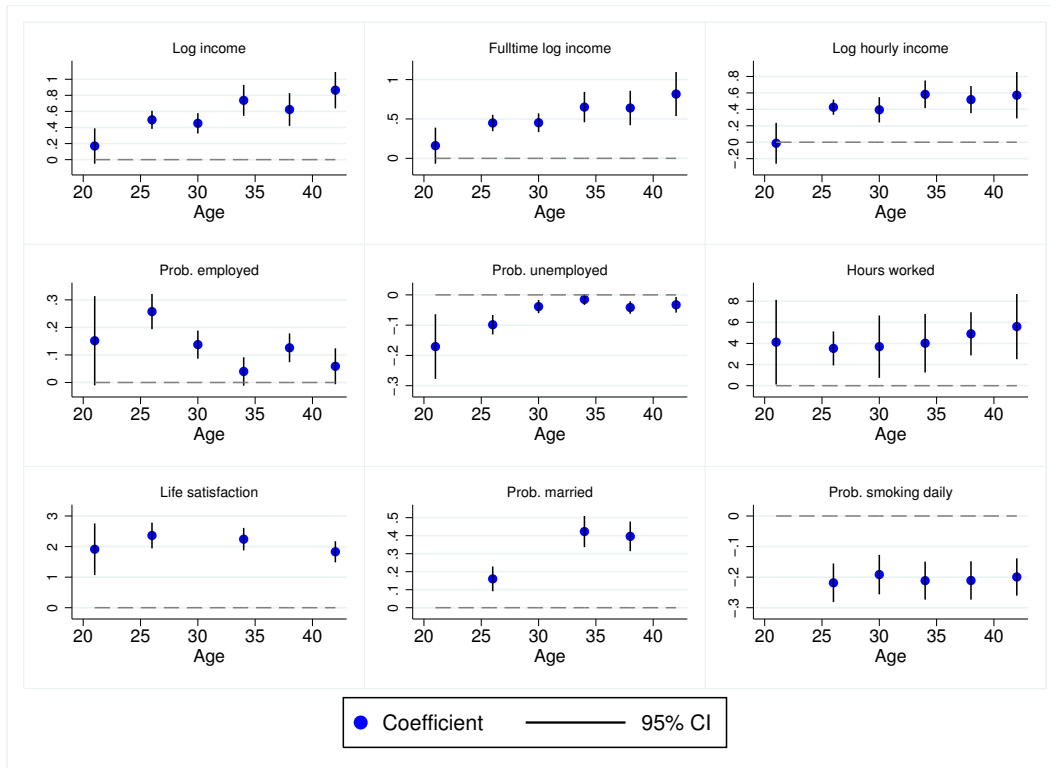 Log income
0 .2 .4 .6 .8 1
20 25 30 35 40
Age
Fulltime log income
0 .5 1
20 25 30 35 40
Age
Log hourly income
-.2 0 .2 .4 .6 .8
20 25 30 35 40
Age
Prob. employed
0 .1 .2 .3
20 25 30 35 40
Age
Prob. unemployed
-.3 -.2 -.1 0
20 25 30 35 40
Age
Hours worked
0 2 4 6 8
20 25 30 35 40
Age
Life satisfaction
0 1 2 3
20 25 30 35 40
Age
Prob. married
0 .1 .2 .3 .4 .5
20 25 30 35 40
Age
Prob. smoking daily
-.3 -.2 -.1 0
20 25 30 35 40
Age
Coefficient 95% CI